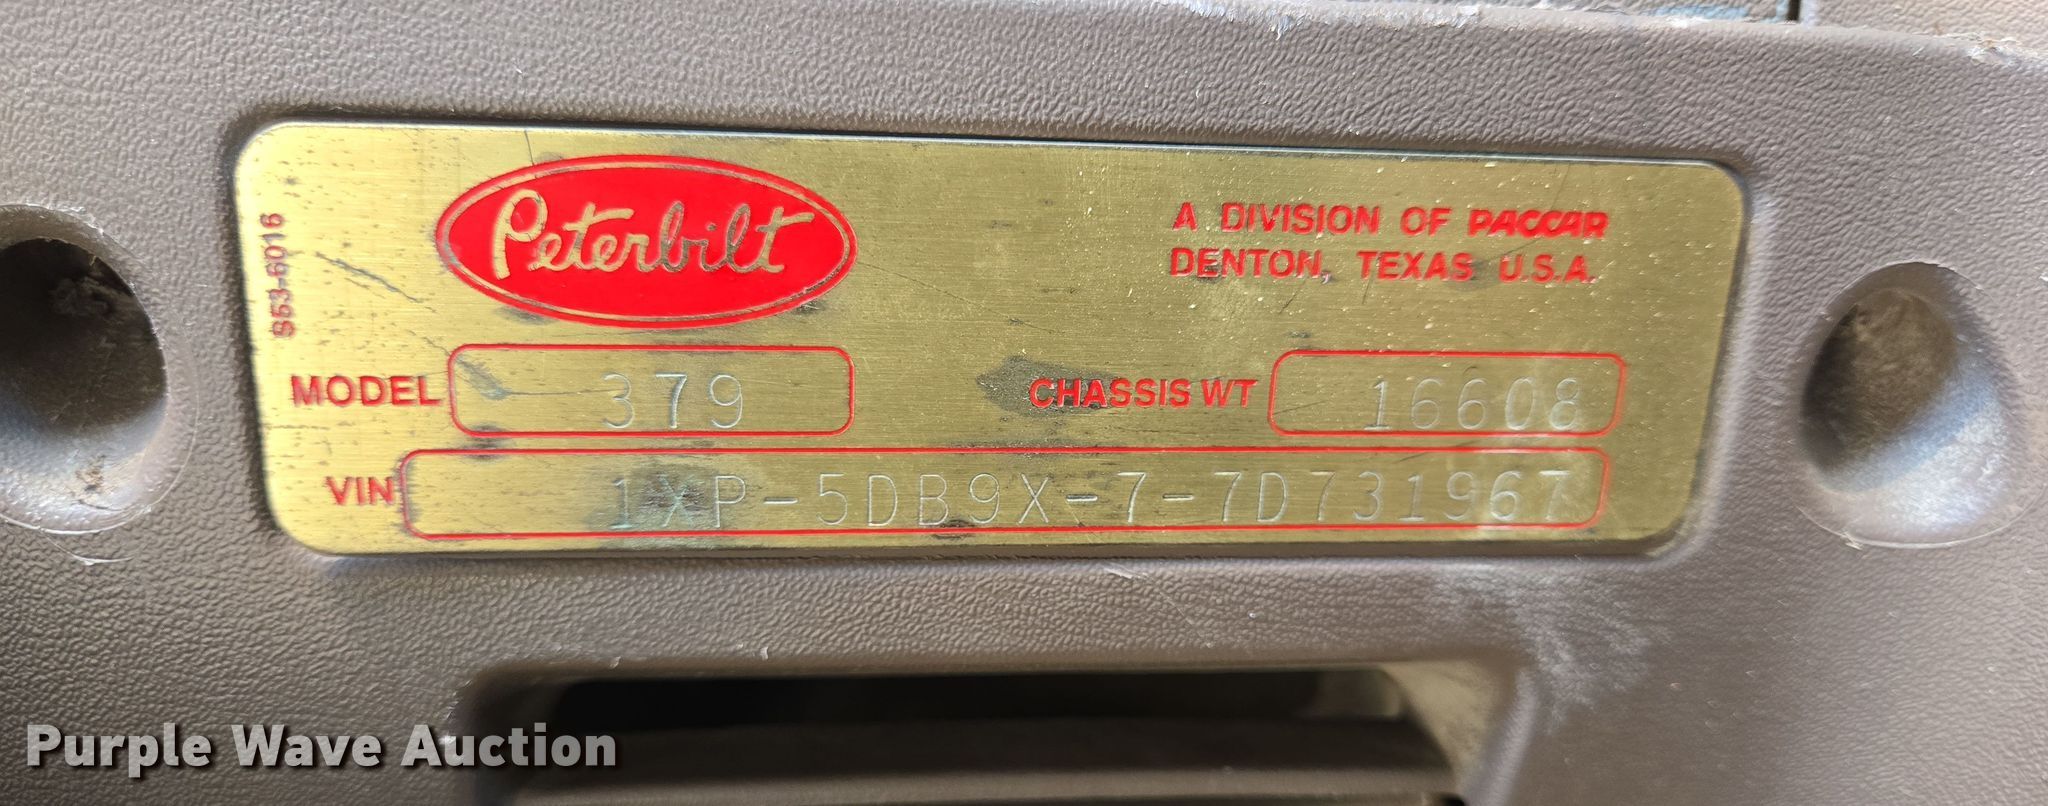 S53-6016
Peterbilt
A DIVISION OF PACCAR
DENTON, TEXAS U.S.A.
MODEL 379
CHASSIS WT 16608
VIN 1XP-5DB9X-7-7D731967
Purple Wave Auction